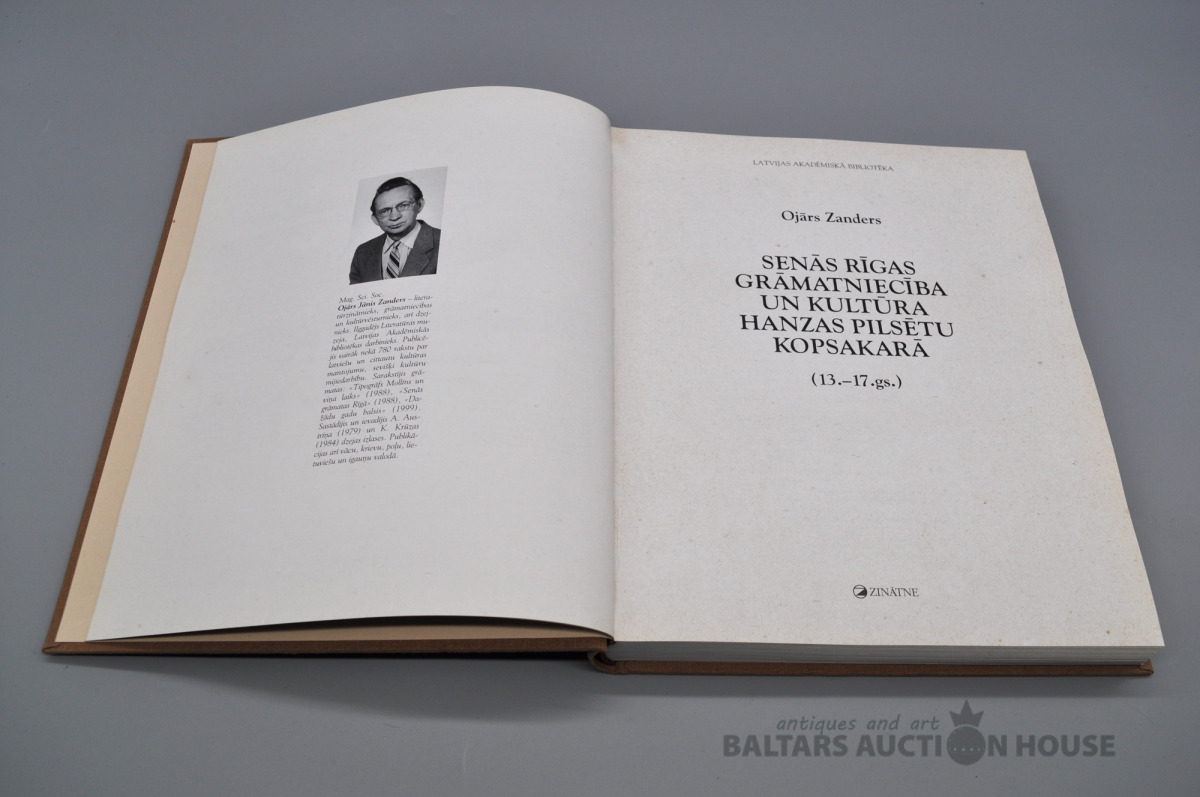 Mag. Sci. Soc.
Ojārs Jānis Zanders – litera-
tūrzinātnieks, grāmatniecības
un kultūrvēsturnieks, arī dzej-
nieks. Ilggadējs Literatūras mu-
zeja, Latvijas Akadēmiskās
bibliotēkas darbinieks. Publicē-
jis vairāk nekā 780 rakstu par
latviešu un cittautu kultūras
mantojumu, sevišķi kultūru
mijiedarbību. Sarakstījis grā-
matas: «Tipogrāfs Mollīns un
viņa laiks» (1988), «Senās
grāmatas Rīgā» (1988), «Da-
žādu gadu balsis» (1999).
Sastādījis un ievadījis A. Aus-
triņa (1979) un K. Krūzas
(1984) dzejas izlases. Publikā-
cijas arī vācu, krievu, poļu, lie-
tuviešu un igauņu valodā.
LATVIJAS AKADĒMISKĀ BIBLIOTĒKA
Ojārs Zanders
SENĀS RĪGAS
GRĀMATNIECĪBA
UN KULTŪRA
HANZAS PILSĒTU
KOPSAKARĀ
(13.–17.gs.)
ZINĀTNE
antiques and art
BALTARS AUCTION HOUSE